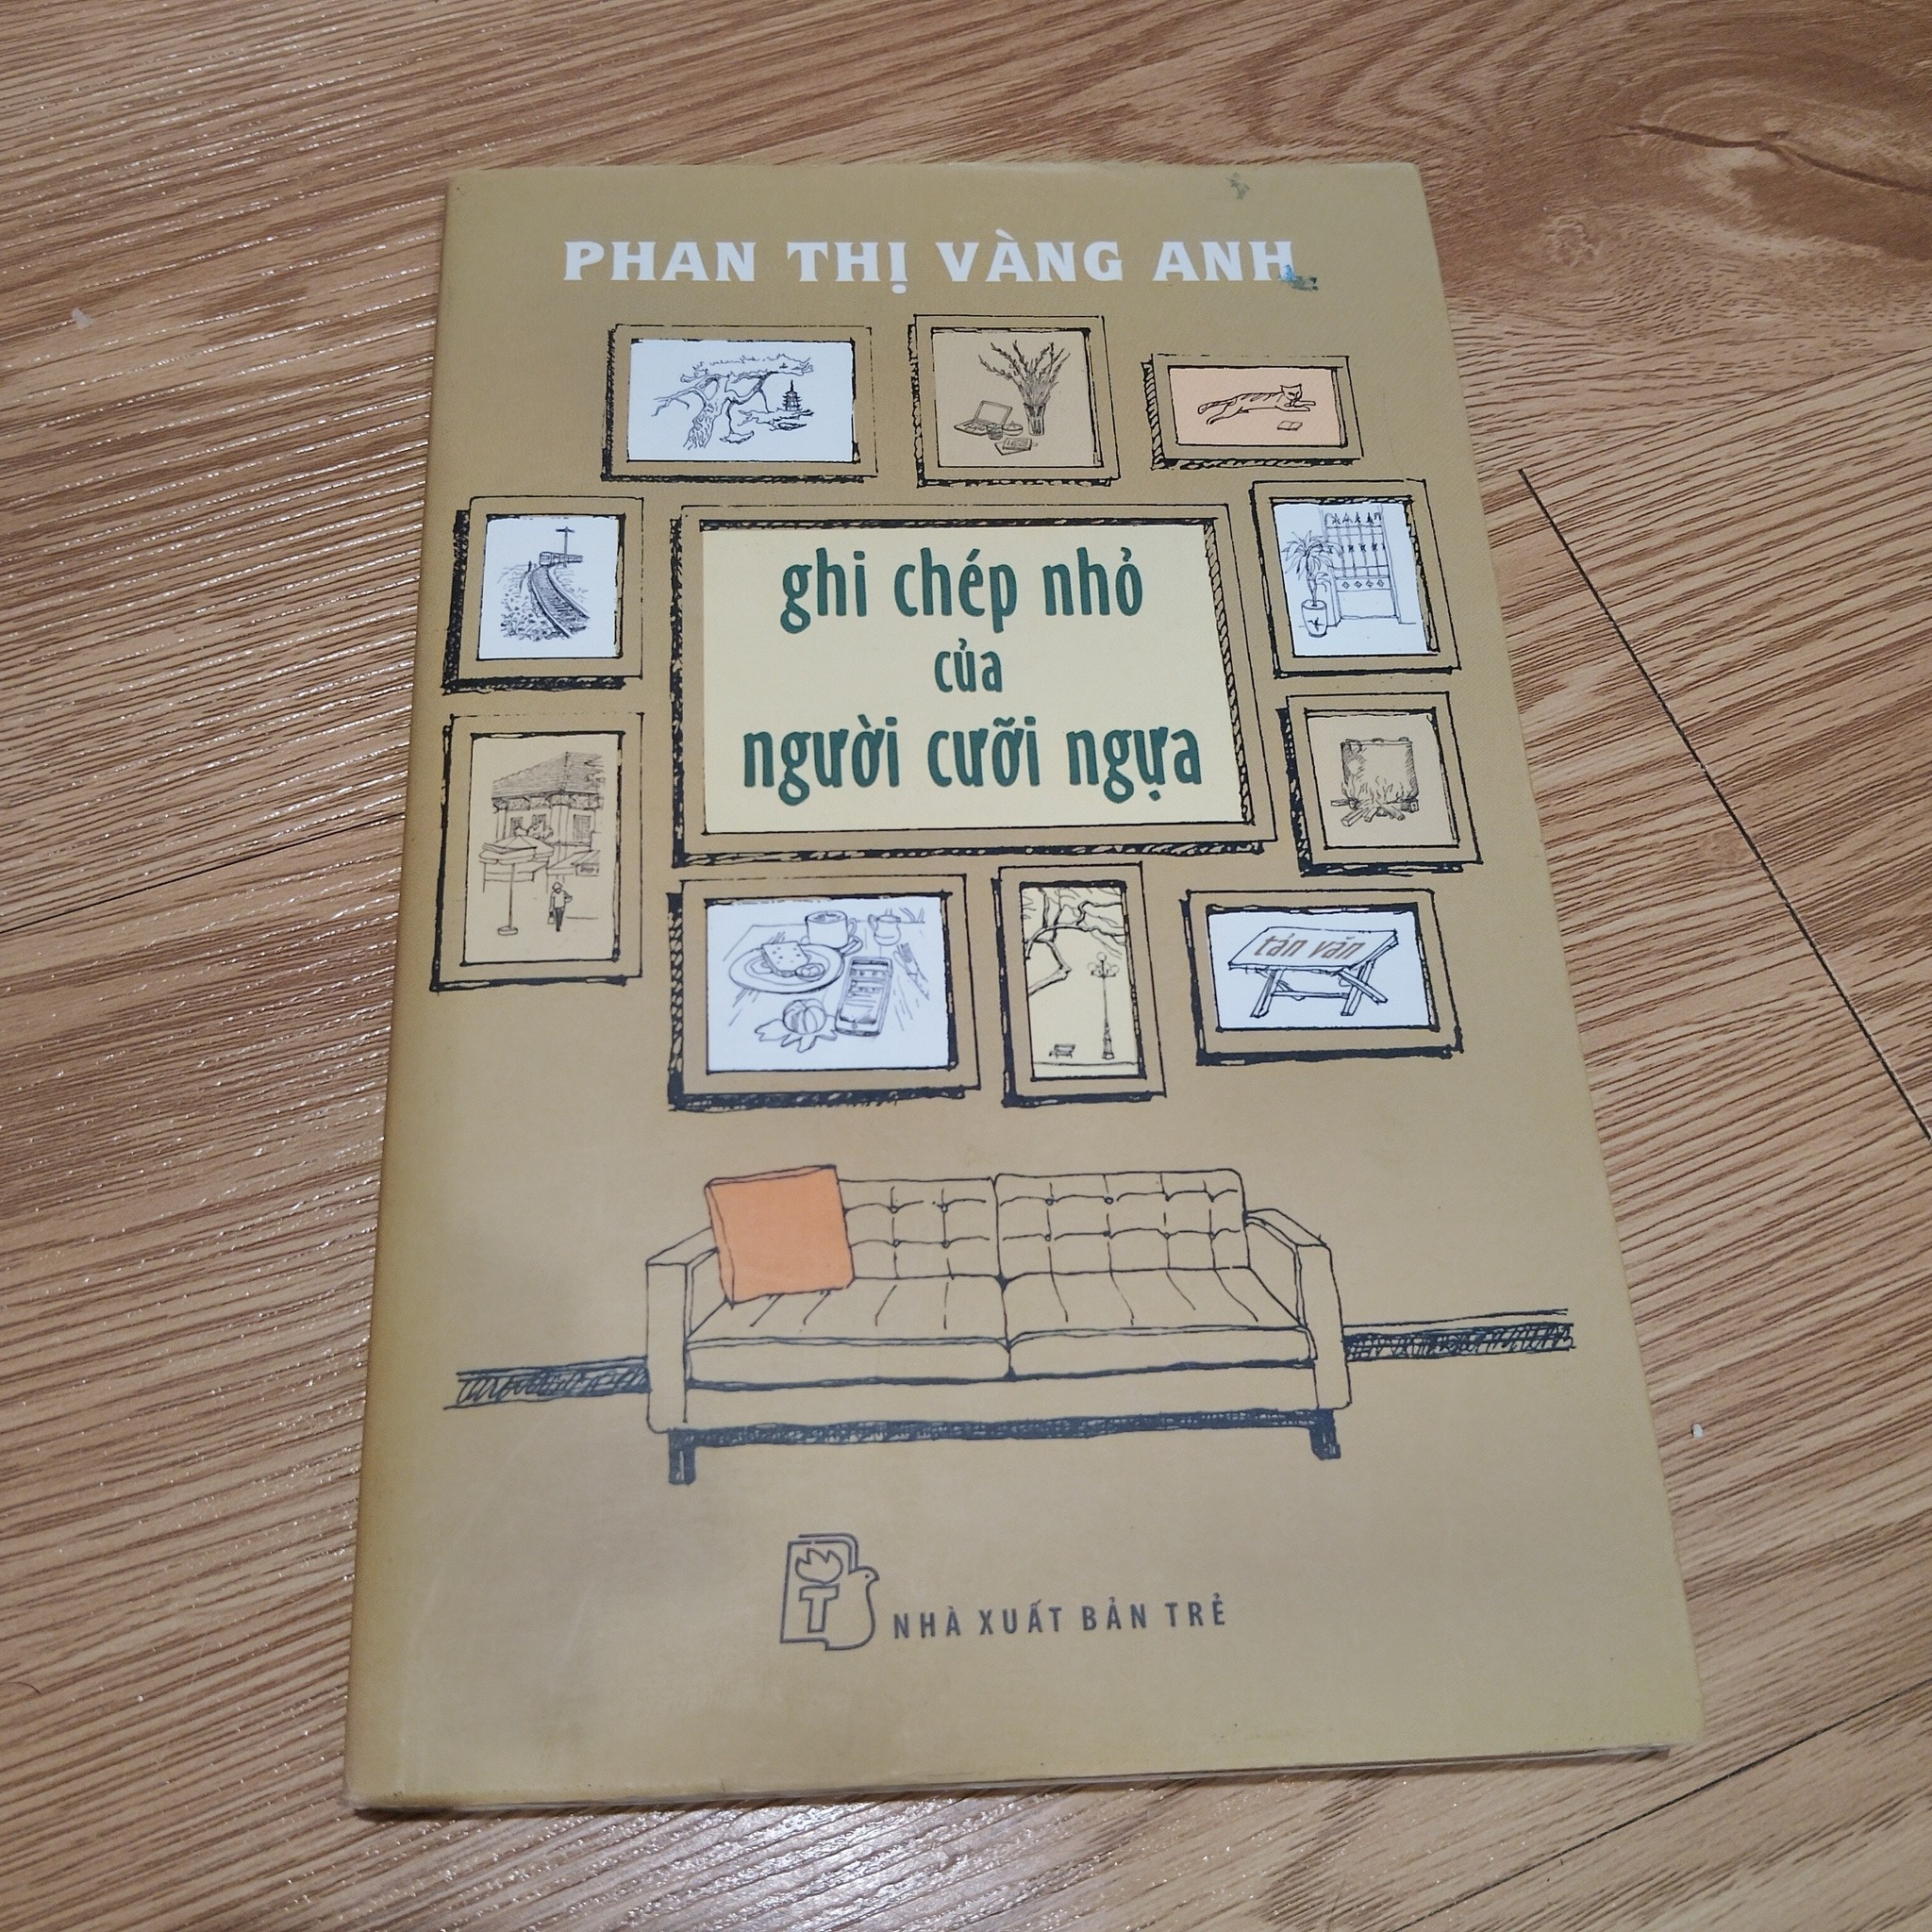 PHAN THỊ VÀNG ANH
ghi chép nhỏ
của
người cưỡi ngựa
tản văn
T
NHÀ XUẤT BẢN TRẺ